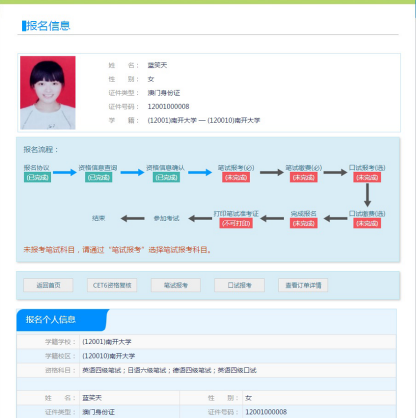 报名信息
姓 名： 蓝笑天
性 别： 女
证件类型： 澳门身份证
证件号码： 12001000008
学 籍： (12001)南开大学 — (120010)南开大学
报名流程：
报名协议 资格信息查询 资格信息确认 笔试报考(必) 笔试缴费(必) 口试报考(选)
(已完成) (已完成) (已完成) (未完成) (未完成) (未完成)
结束 参加考试 打印笔试准考证 完成报名 口试缴费(选)
(不可打印) (未完成) (未完成)
未报考笔试科目，请通过“笔试报考”选择笔试报考科目。
返回首页 CET6资格复核 笔试报考 口试报考 查看订单详情
报名个人信息
学籍学校： (12001)南开大学
学籍校区： (120010)南开大学
资格科目： 英语四级笔试；日语六级笔试；德语四级笔试；英语四级口试
姓 名： 蓝笑天 性 别： 女
证件类型： 澳门身份证 证件号码： 12001000008